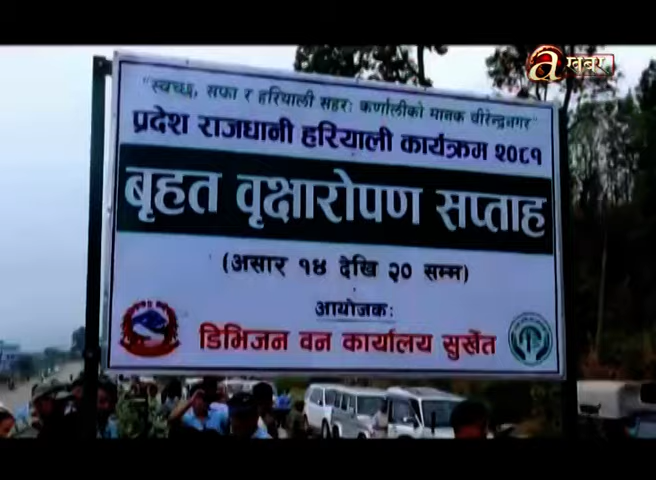 a खबर
"स्वच्छ, सफा र हरियाली सहरः कर्णालीको मानक वीरेन्द्रनगर"
प्रदेश राजधानी हरियाली कार्यक्रम २०८१
बृहत वृक्षारोपण सप्ताह
(असार १४ देखि २० सम्म)
आयोजक:
डिभिजन वन कार्यालय सुर्खेत